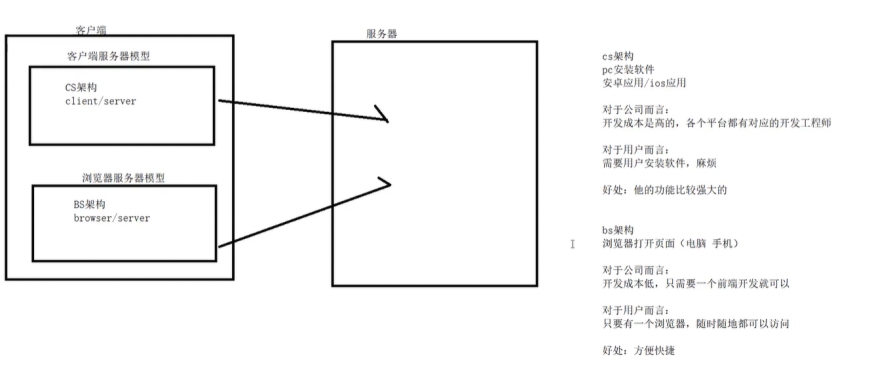 客户端
客户端服务器模型
CS架构
client/server
浏览器服务器模型
BS架构
browser/server
服务器
cs架构
pc安装软件
安卓应用/ios应用
对于公司而言：
开发成本是高的，各个平台都有对应的开发工程师
对于用户而言：
需要用户安装软件，麻烦
好处：他的功能比较强大的
bs架构
浏览器打开页面（电脑 手机）
对于公司而言：
开发成本低，只需要一个前端开发就可以
对于用户而言：
只要有一个浏览器，随时随地都可以访问
好处：方便快捷